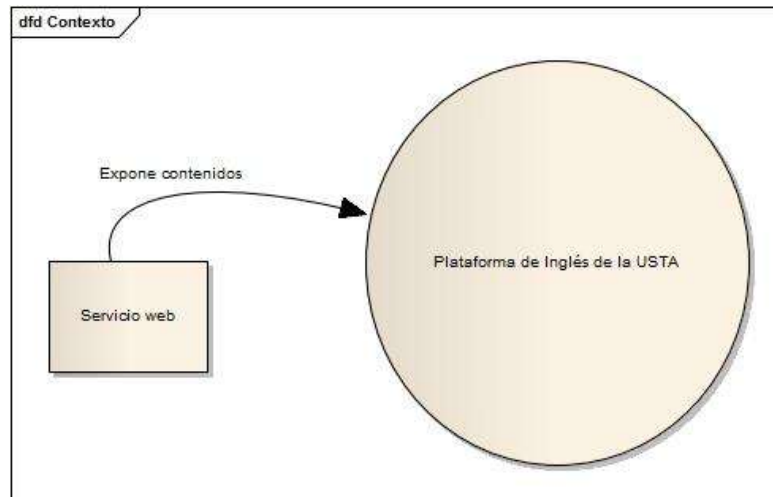 dfd Contexto
Expone contenidos
Servicio web
Plataforma de Inglés de la USTA